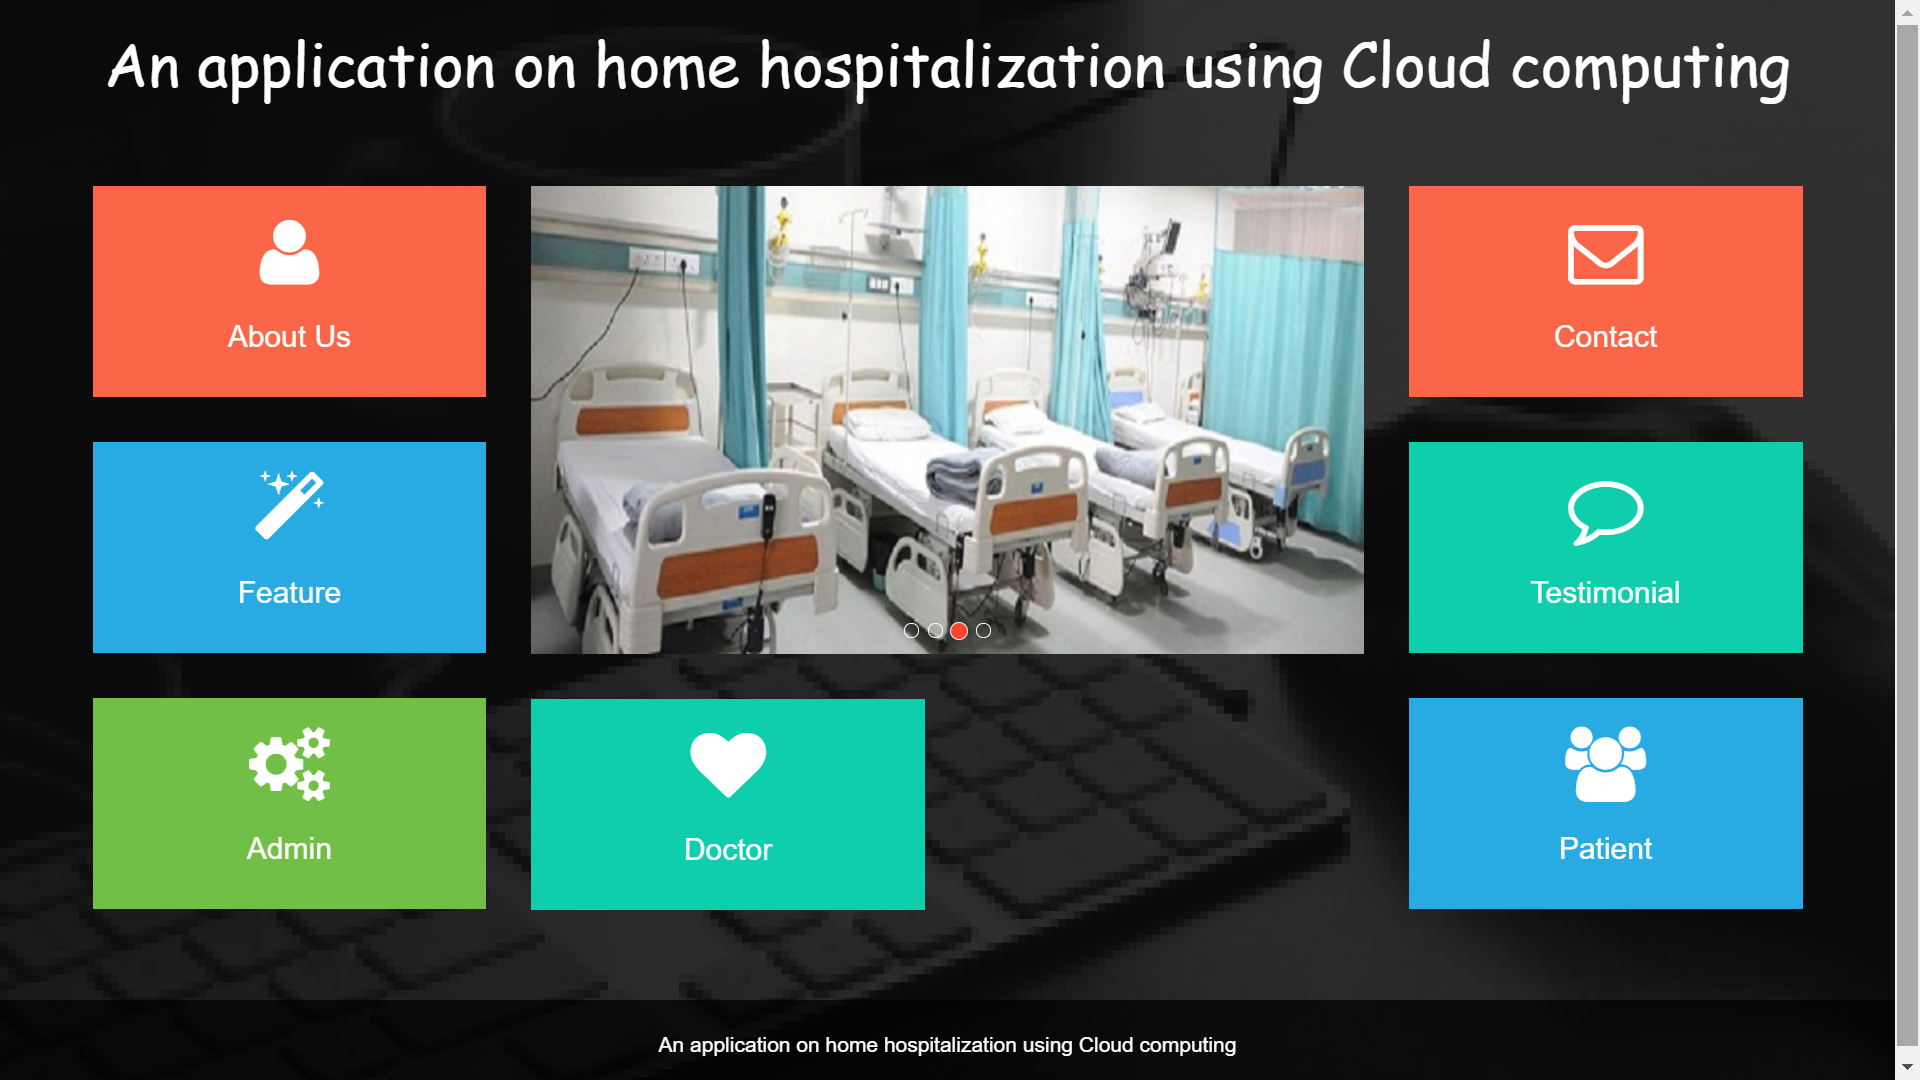 An application on home hospitalization using Cloud computing
About Us
Contact
Feature
Testimonial
Admin
Doctor
Patient
An application on home hospitalization using Cloud computing